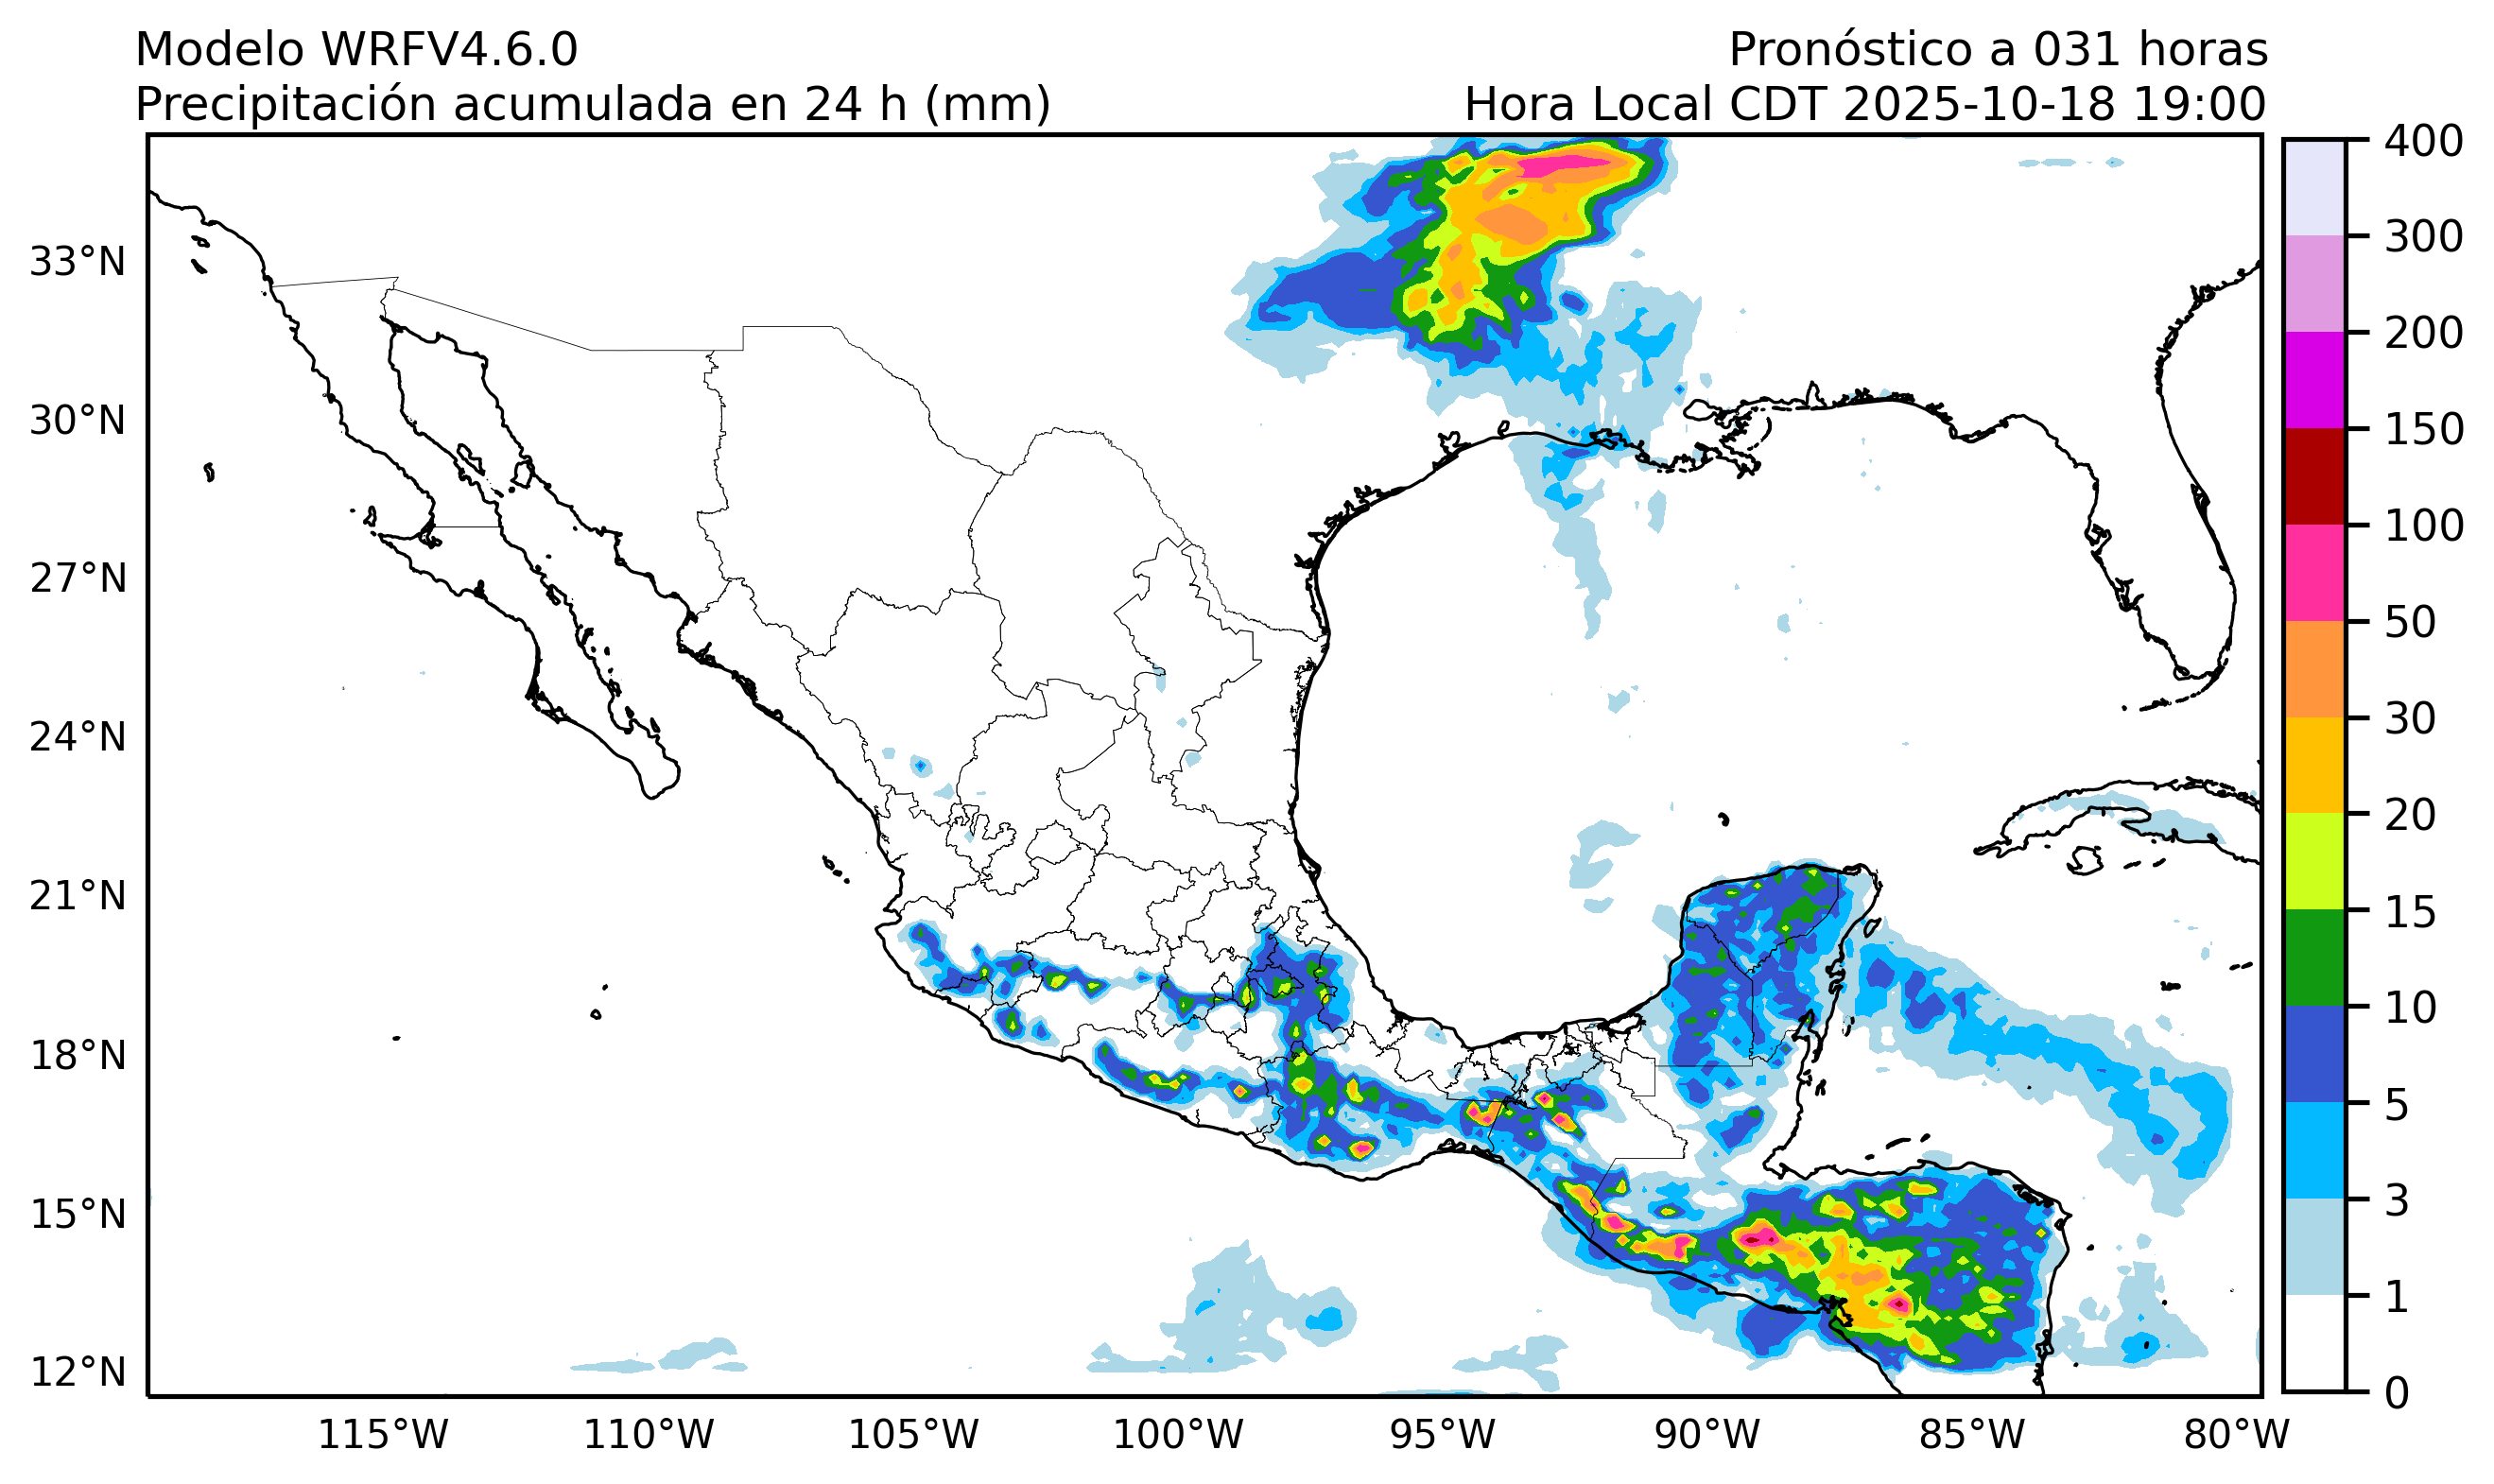 Modelo WRFV4.6.0
Pronóstico a 031 horas
Precipitación acumulada en 24 h (mm)
Hora Local CDT 2025-10-18 19:00
33°N
30°N
27°N
24°N
21°N
18°N
15°N
12°N
115°W
110°W
105°W
100°W
95°W
90°W
85°W
80°W
400
300
200
150
100
50
30
20
15
10
5
3
1
0